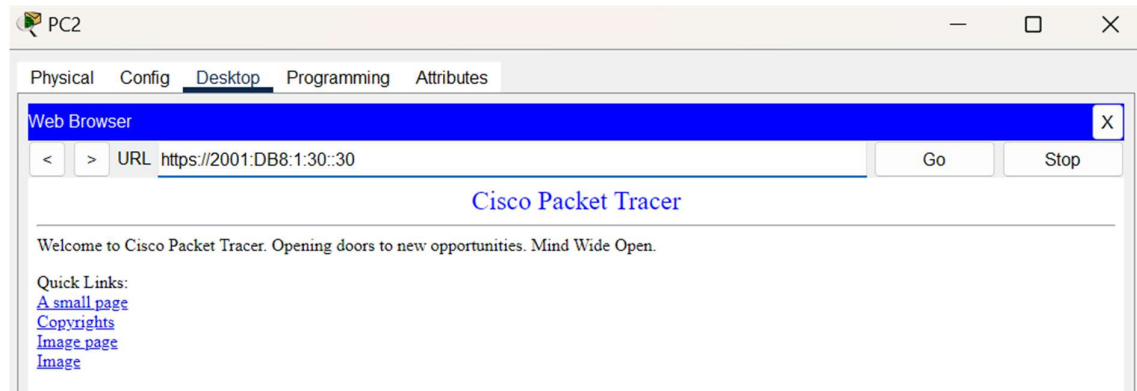 PC2
Physical Config Desktop Programming Attributes
Web Browser X
< > URL https://2001:DB8:1:30::30 Go Stop
Cisco Packet Tracer
Welcome to Cisco Packet Tracer. Opening doors to new opportunities. Mind Wide Open.
Quick Links:
A small page
Copyrights
Image page
Image